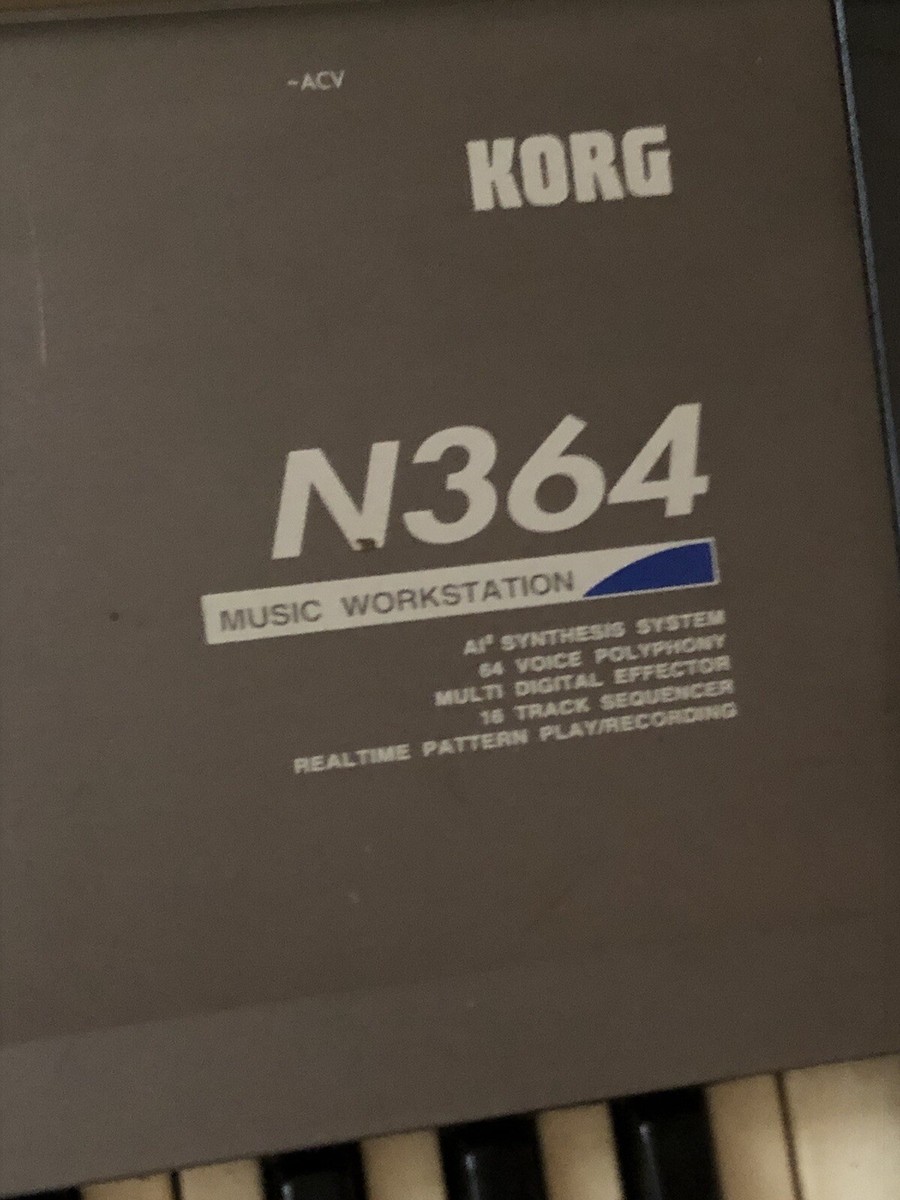 ~ACV
KORG
N364
MUSIC WORKSTATION
AI² SYNTHESIS SYSTEM
64 VOICE POLYPHONY
MULTI DIGITAL EFFECTOR
16 TRACK SEQUENCER
REALTIME PATTERN PLAY/RECORDING